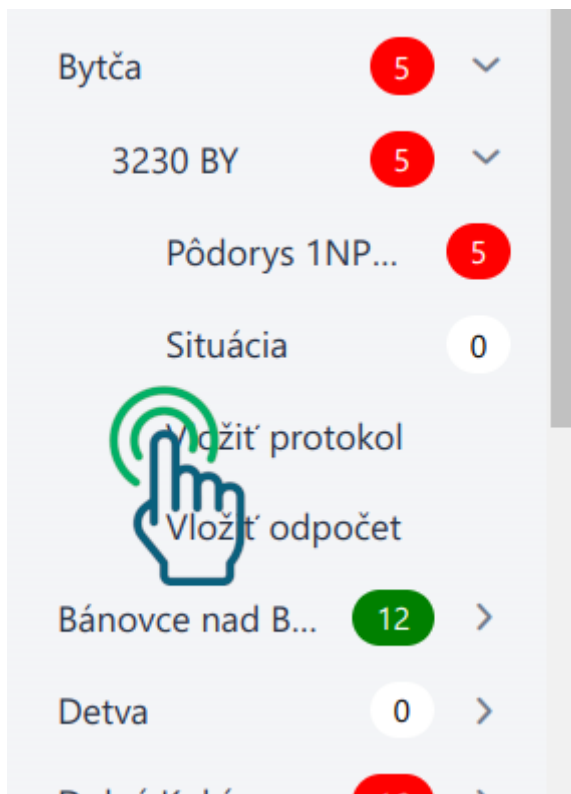 Bytča 5
3230 BY 5
Pôdorys 1NP... 5
Situácia 0
Vložiť protokol
Vložiť odpočet
Bánovce nad B... 12
Detva 0